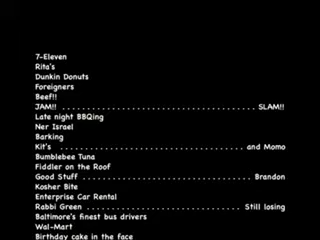 7-Eleven
Rita's
Dunkin Donuts
Foreigners
Beef!!
JAM!! ..................................... SLAM!!
Late night BBQing
Ner Israel
Barking
Kit's ................................... and Momo
Bumblebee Tuna
Fiddler on the Roof
Good Stuff ................................ Brandon
Kosher Bite
Enterprise Car Rental
Rabbi Green .............................. Still losing
Baltimore's finest bus drivers
Wal-Mart
Birthday cake in the face